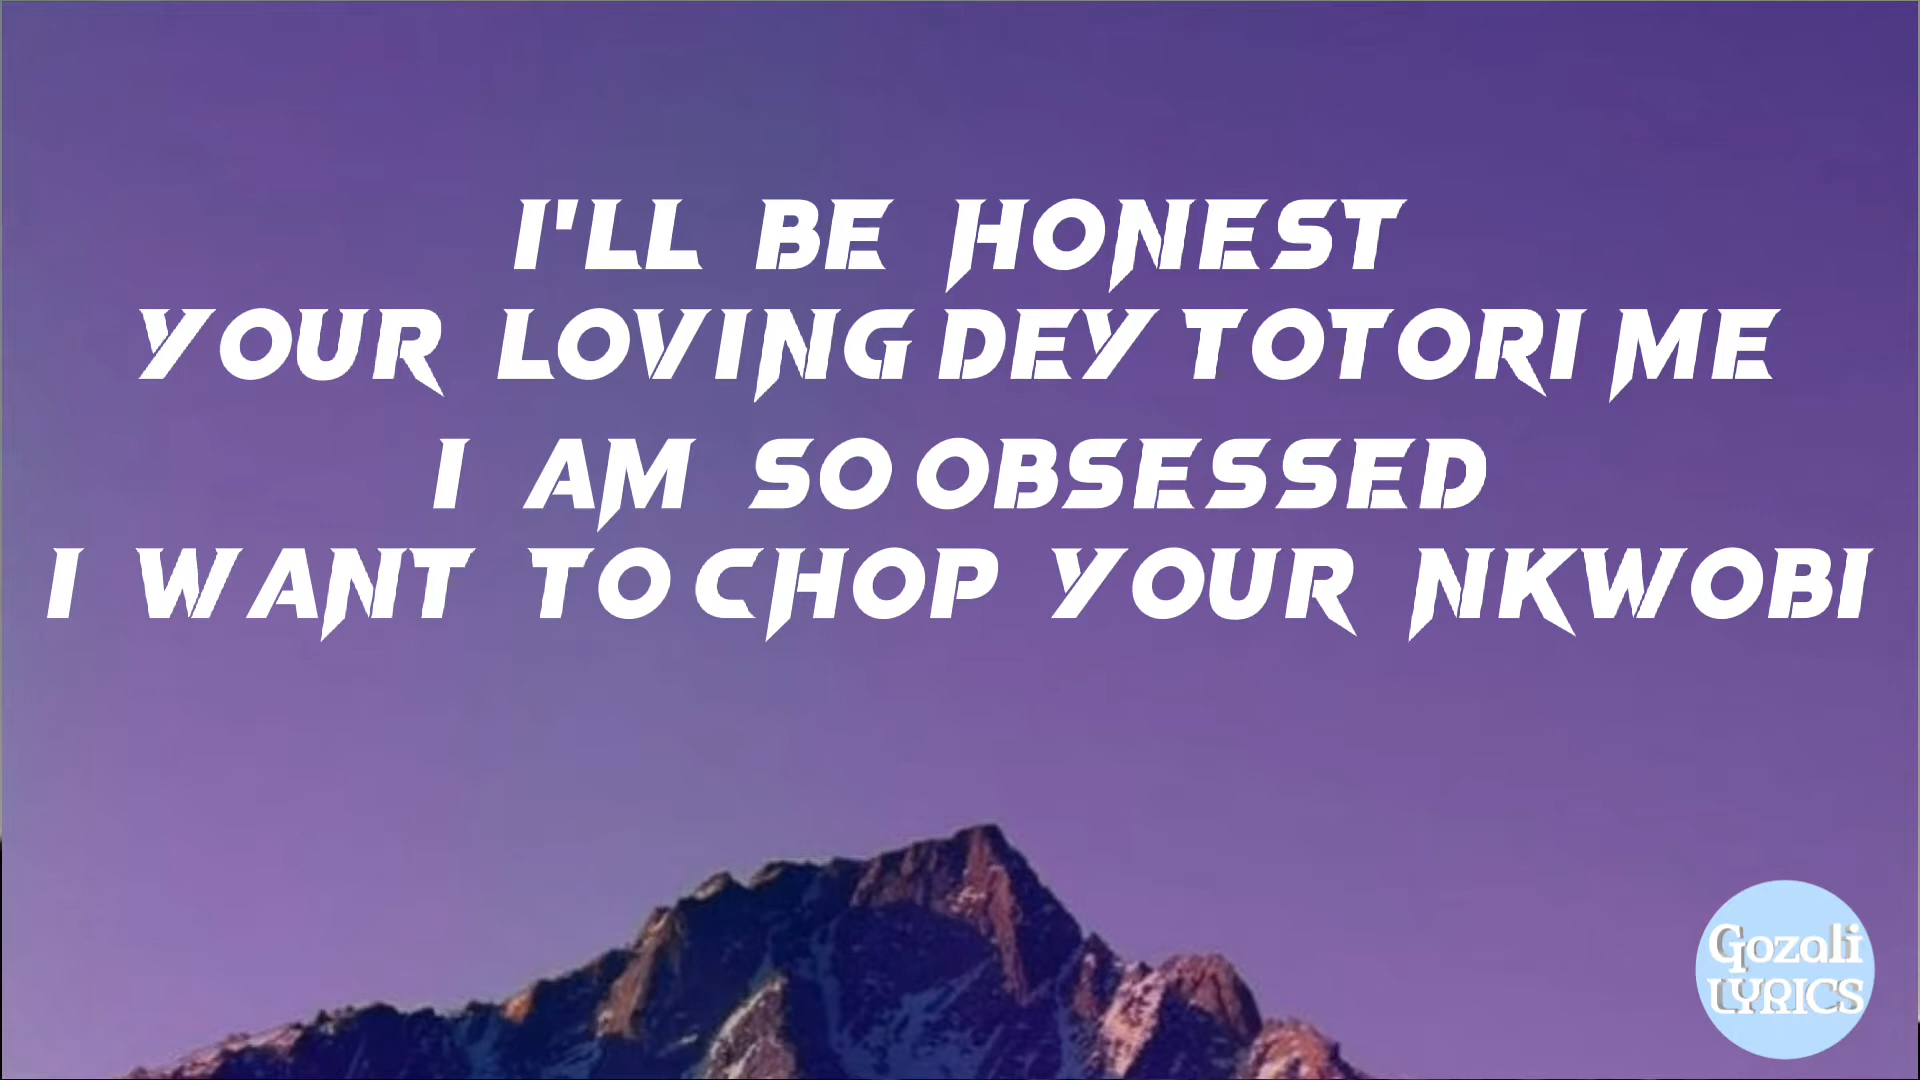 I'LL BE HONEST
YOUR LOVING DEY TOTORI ME
I AM SO OBSESSED
I WANT TO CHOP YOUR NKWOBI
Gozali
LYRICS